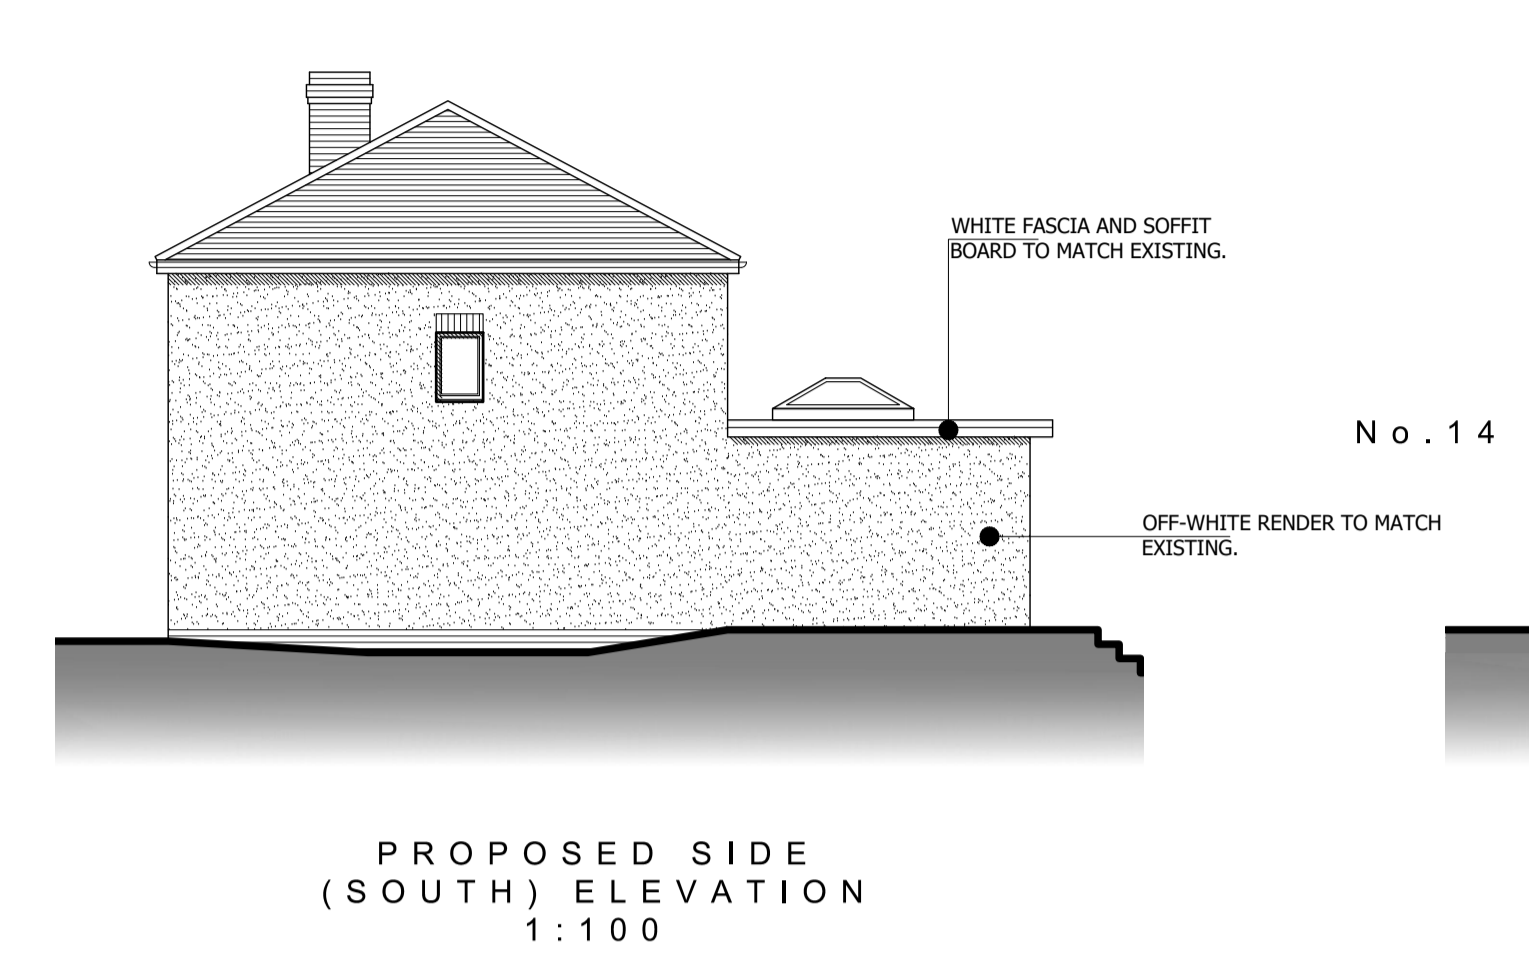 WHITE FASCIA AND SOFFIT
BOARD TO MATCH EXISTING.
No.14
OFF-WHITE RENDER TO MATCH
EXISTING.
PROPOSED SIDE
(SOUTH) ELEVATION
1:100